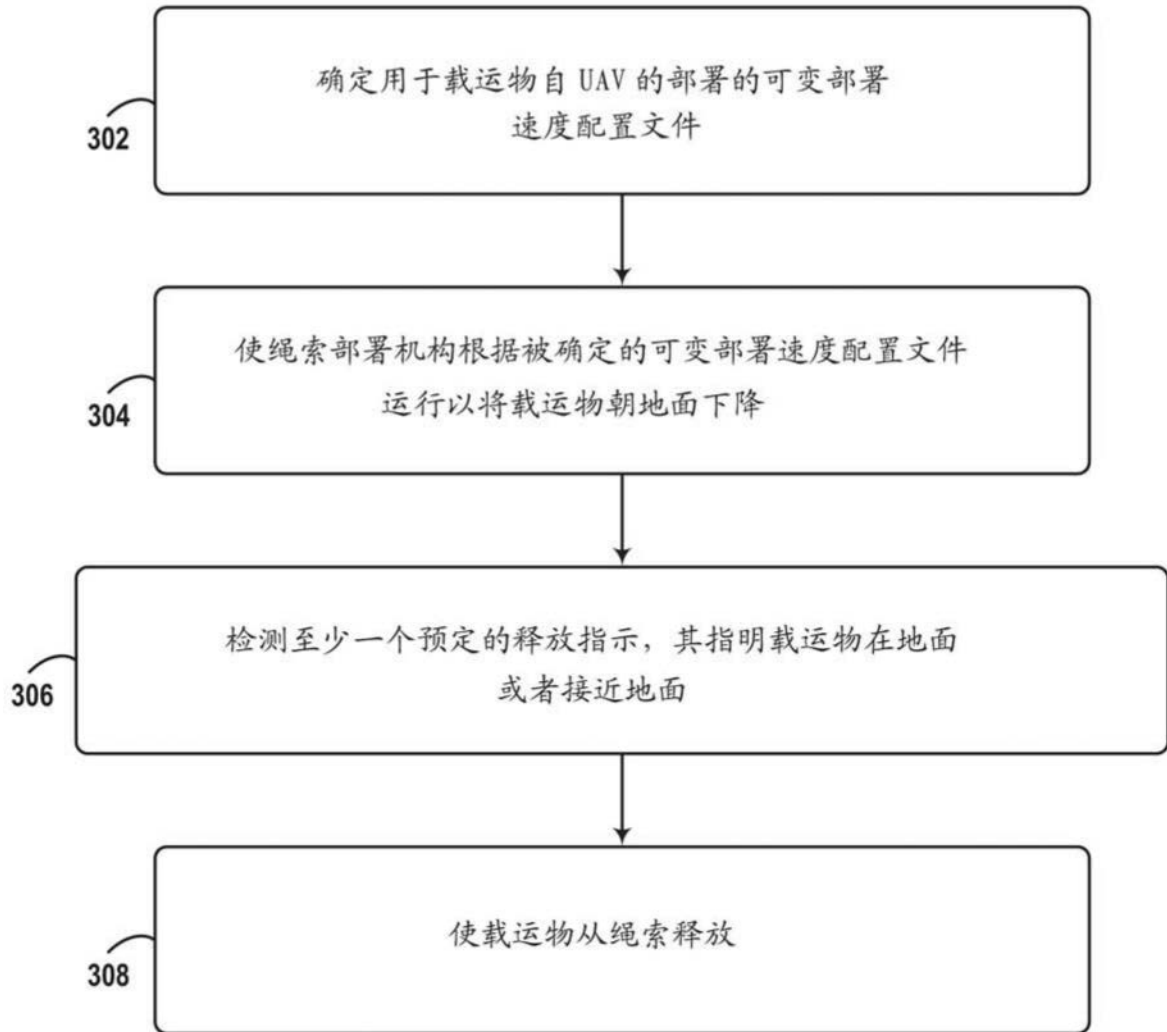 确定用于载运物自 UAV 的部署的可变部署
速度配置文件
302
使绳索部署机构根据被确定的可变部署速度配置文件
运行以将载运物朝地面下降
304
检测至少一个预定的释放指示，其指明载运物在地面
或者接近地面
306
使载运物从绳索释放
308